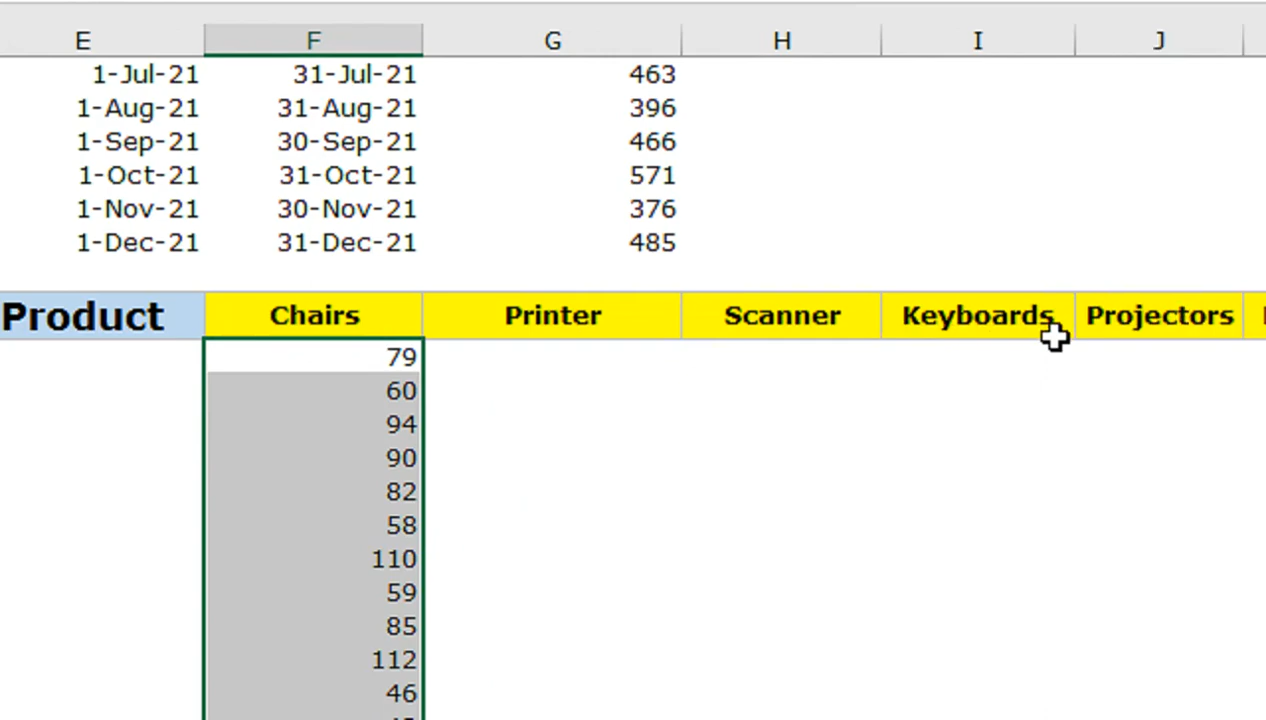 E F G H I J
1-Jul-21 31-Jul-21 463
1-Aug-21 31-Aug-21 396
1-Sep-21 30-Sep-21 466
1-Oct-21 31-Oct-21 571
1-Nov-21 30-Nov-21 376
1-Dec-21 31-Dec-21 485
Product Chairs Printer Scanner Keyboards Projectors
79
60
94
90
82
58
110
59
85
112
46